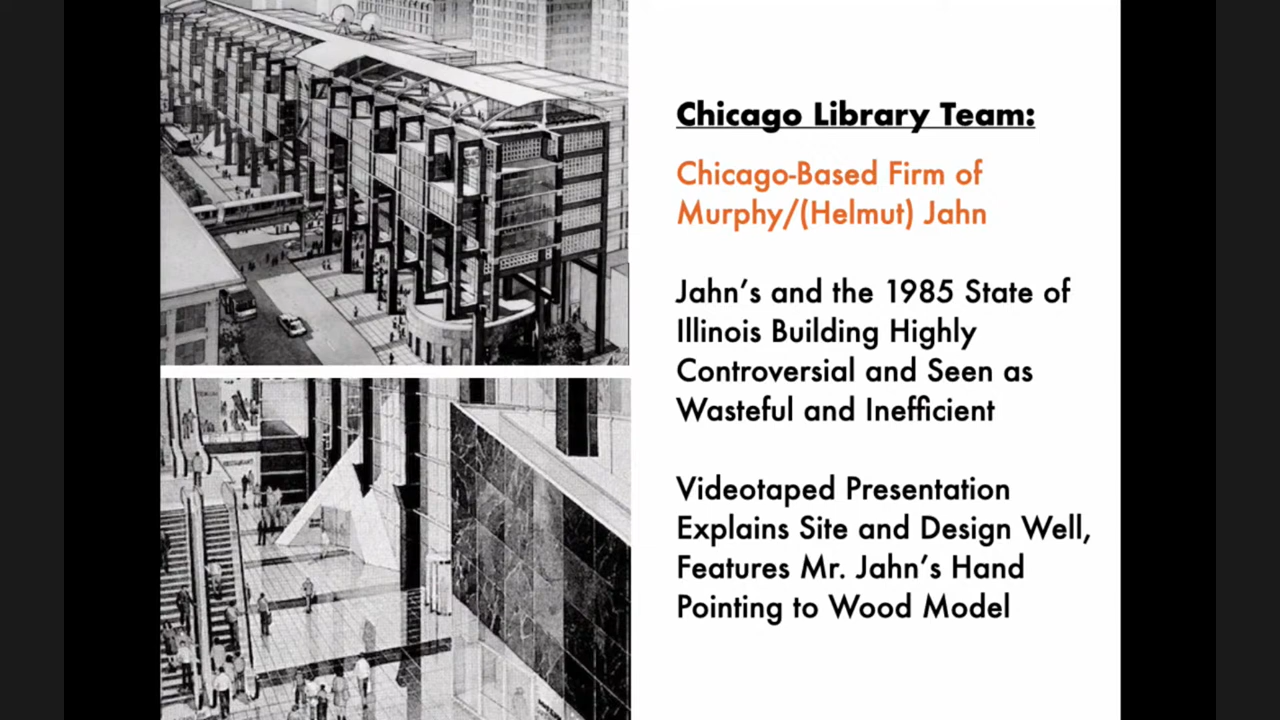 Chicago Library Team:
Chicago-Based Firm of
Murphy/(Helmut) Jahn
Jahn's and the 1985 State of
Illinois Building Highly
Controversial and Seen as
Wasteful and Inefficient
Videotaped Presentation
Explains Site and Design Well,
Features Mr. Jahn's Hand
Pointing to Wood Model